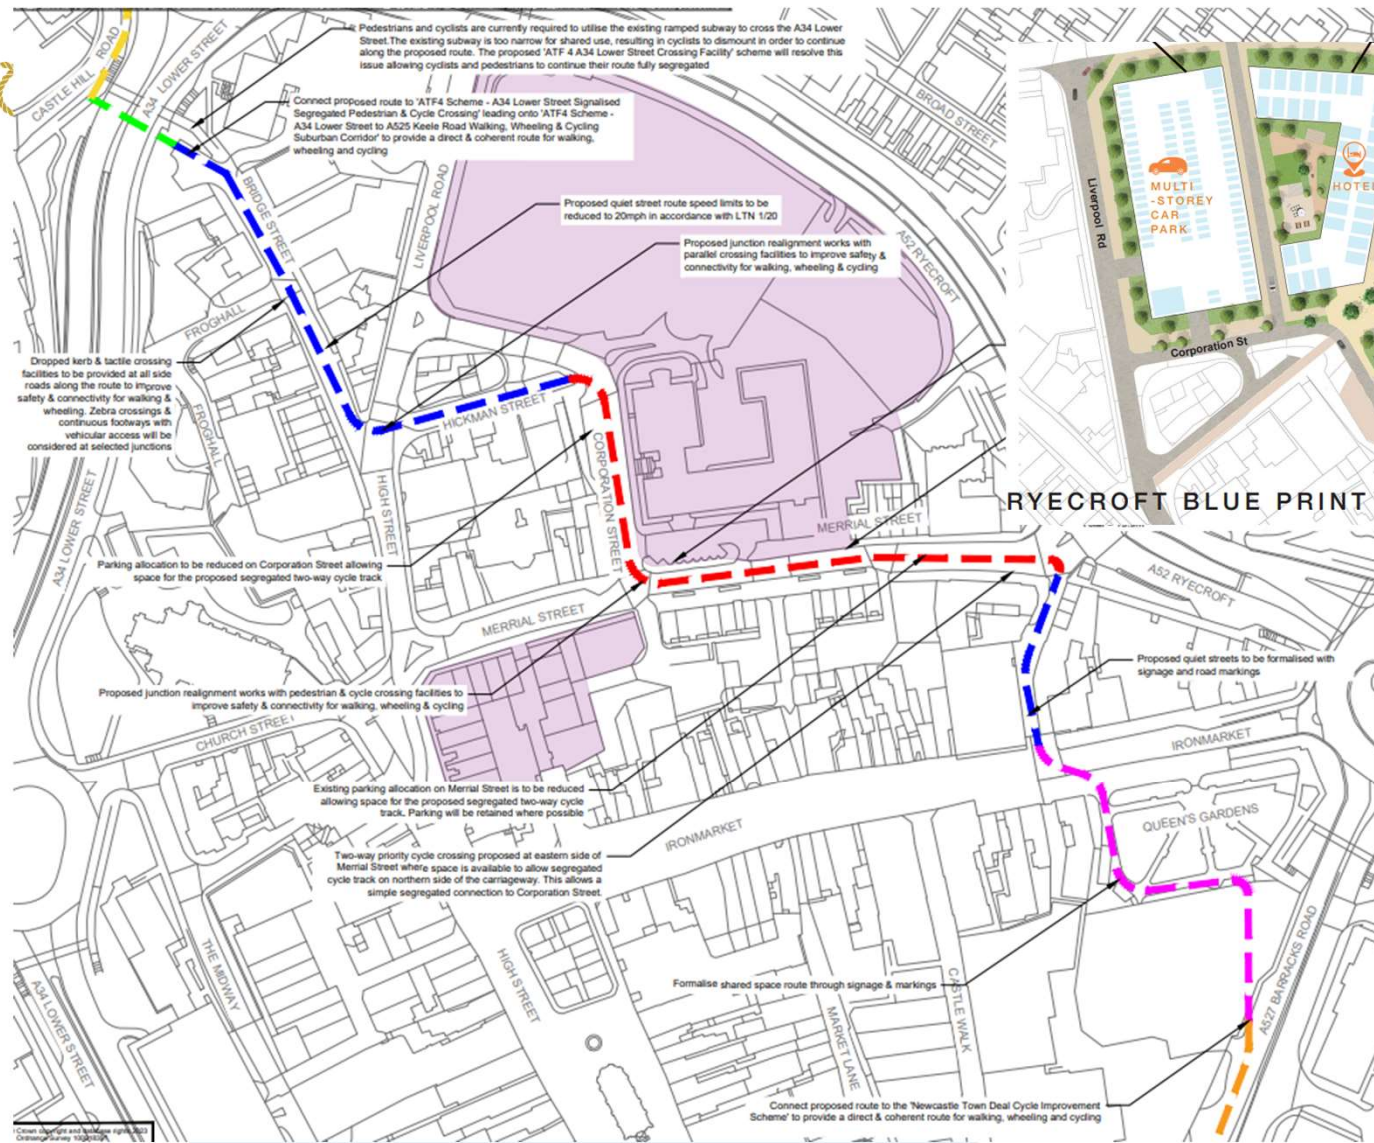 Pedestrians and cyclists are currently required to utilise the existing ramped subway to cross the A34 Lower
Street.The existing subway is too narrow for shared use, resulting in cyclists to dismount in order to continue
along the proposed route. The proposed 'ATF 4 A34 Lower Street Crossing Facility' scheme will resolve this
issue allowing cyclists and pedestrians to continue their route fully segregated
CASTLE HILL ROAD
A34 LOWER STREET
Connect proposed route to 'ATF4 Scheme - A34 Lower Street Signalised
Segregated Pedestrian & Cycle Crossing' leading onto 'ATF4 Scheme -
A34 Lower Street to A525 Keele Road Walking, Wheeling & Cycling
Suburban Corridor' to provide a direct & coherent route for walking,
wheeling and cycling
BROAD STREET
BRIDGE STREET
LIVERPOOL ROAD
Proposed quiet street route speed limits to be
reduced to 20mph in accordance with LTN 1/20
Proposed junction realignment works with
parallel crossing facilities to improve safety &
connectivity for walking, wheeling & cycling
A52 RYECROFT
MULTI
-STOREY
CAR
PARK
HOTEL
Liverpool Rd
Corporation St
RYECROFT BLUE PRINT
FROGHALL
Dropped kerb & tactile crossing
facilities to be provided at all side
roads along the route to improve
safety & connectivity for walking &
wheeling. Zebra crossings &
continuous footways with
vehicular access will be
considered at selected junctions
FROGHALL
HICKMAN STREET
CORPORATION STREET
HIGH STREET
A34 LOWER STREET
MERRIAL STREET
Parking allocation to be reduced on Corporation Street allowing
space for the proposed segregated two-way cycle track
A52 RYECROFT
MERRIAL STREET
Proposed quiet streets to be formalised with
signage and road markings
Proposed junction realignment works with pedestrian & cycle crossing facilities to
improve safety & connectivity for walking, wheeling & cycling
CHURCH STREET
IRONMARKET
Existing parking allocation on Merrial Street is to be reduced
allowing space for the proposed segregated two-way cycle
track. Parking will be retained where possible
QUEEN'S GARDENS
IRONMARKET
Two-way priority cycle crossing proposed at eastern side of
Merrial Street where space is available to allow segregated
cycle track on northern side of the carriageway. This allows a
simple segregated connection to Corporation Street.
THE MIDWAY
HIGH STREET
Formalise shared space route through signage & markings
CASTLE WALK
MARKET LANE
A527 BARRACKS ROAD
A34 LOWER STREET
Connect proposed route to the 'Newcastle Town Deal Cycle Improvement
Scheme' to provide a direct & coherent route for walking, wheeling and cycling
Crown copyright and database rights 2023
Ordnance Survey